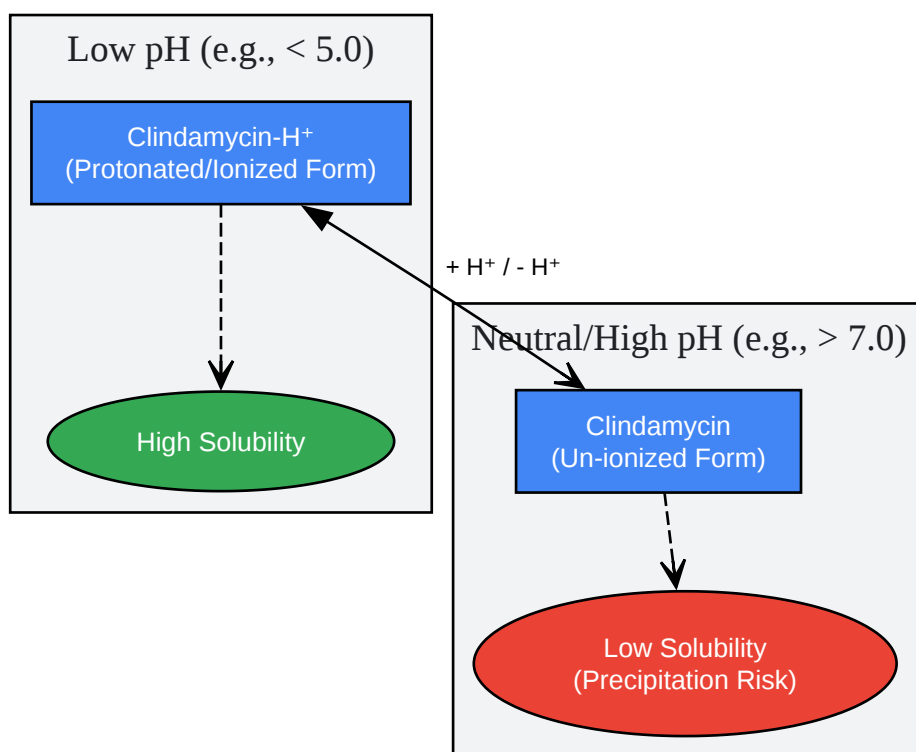 Low pH (e.g., < 5.0)
Clindamycin-H⁺
(Protonated/Ionized Form)
+ H⁺ / - H⁺
High Solubility
Neutral/High pH (e.g., > 7.0)
Clindamycin
(Un-ionized Form)
Low Solubility
(Precipitation Risk)